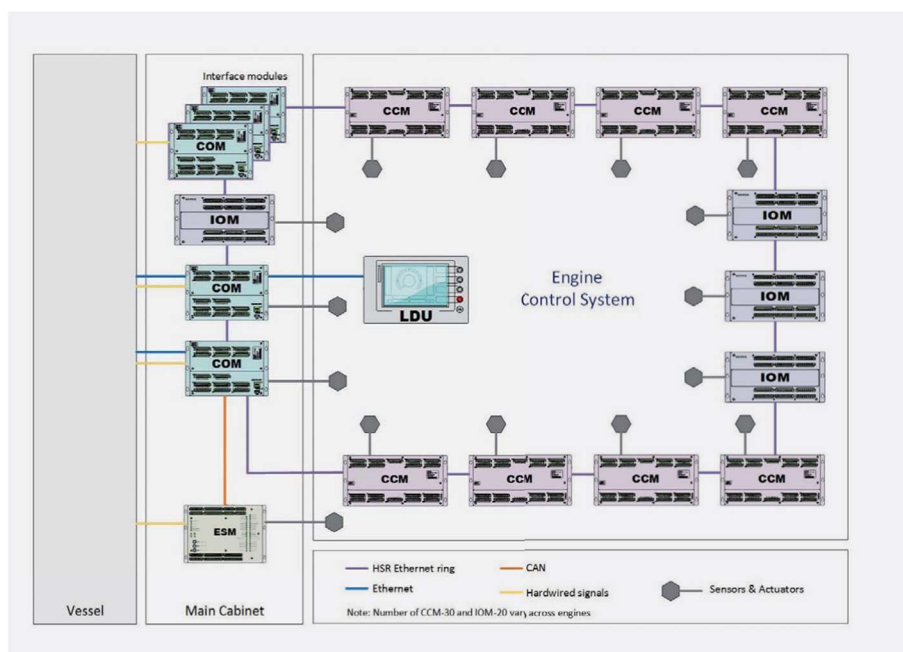 Interface modules
COM
CCM
CCM
CCM
CCM
IOM
IOM
COM
LDU
Engine
Control System
IOM
COM
IOM
CCM
CCM
CCM
CCM
ESM
HSR Ethernet ring
CAN
Ethernet
Hardwired signals
Sensors & Actuators
Note: Number of CCM-30 and IOM-20 vary across engines
Vessel
Main Cabinet